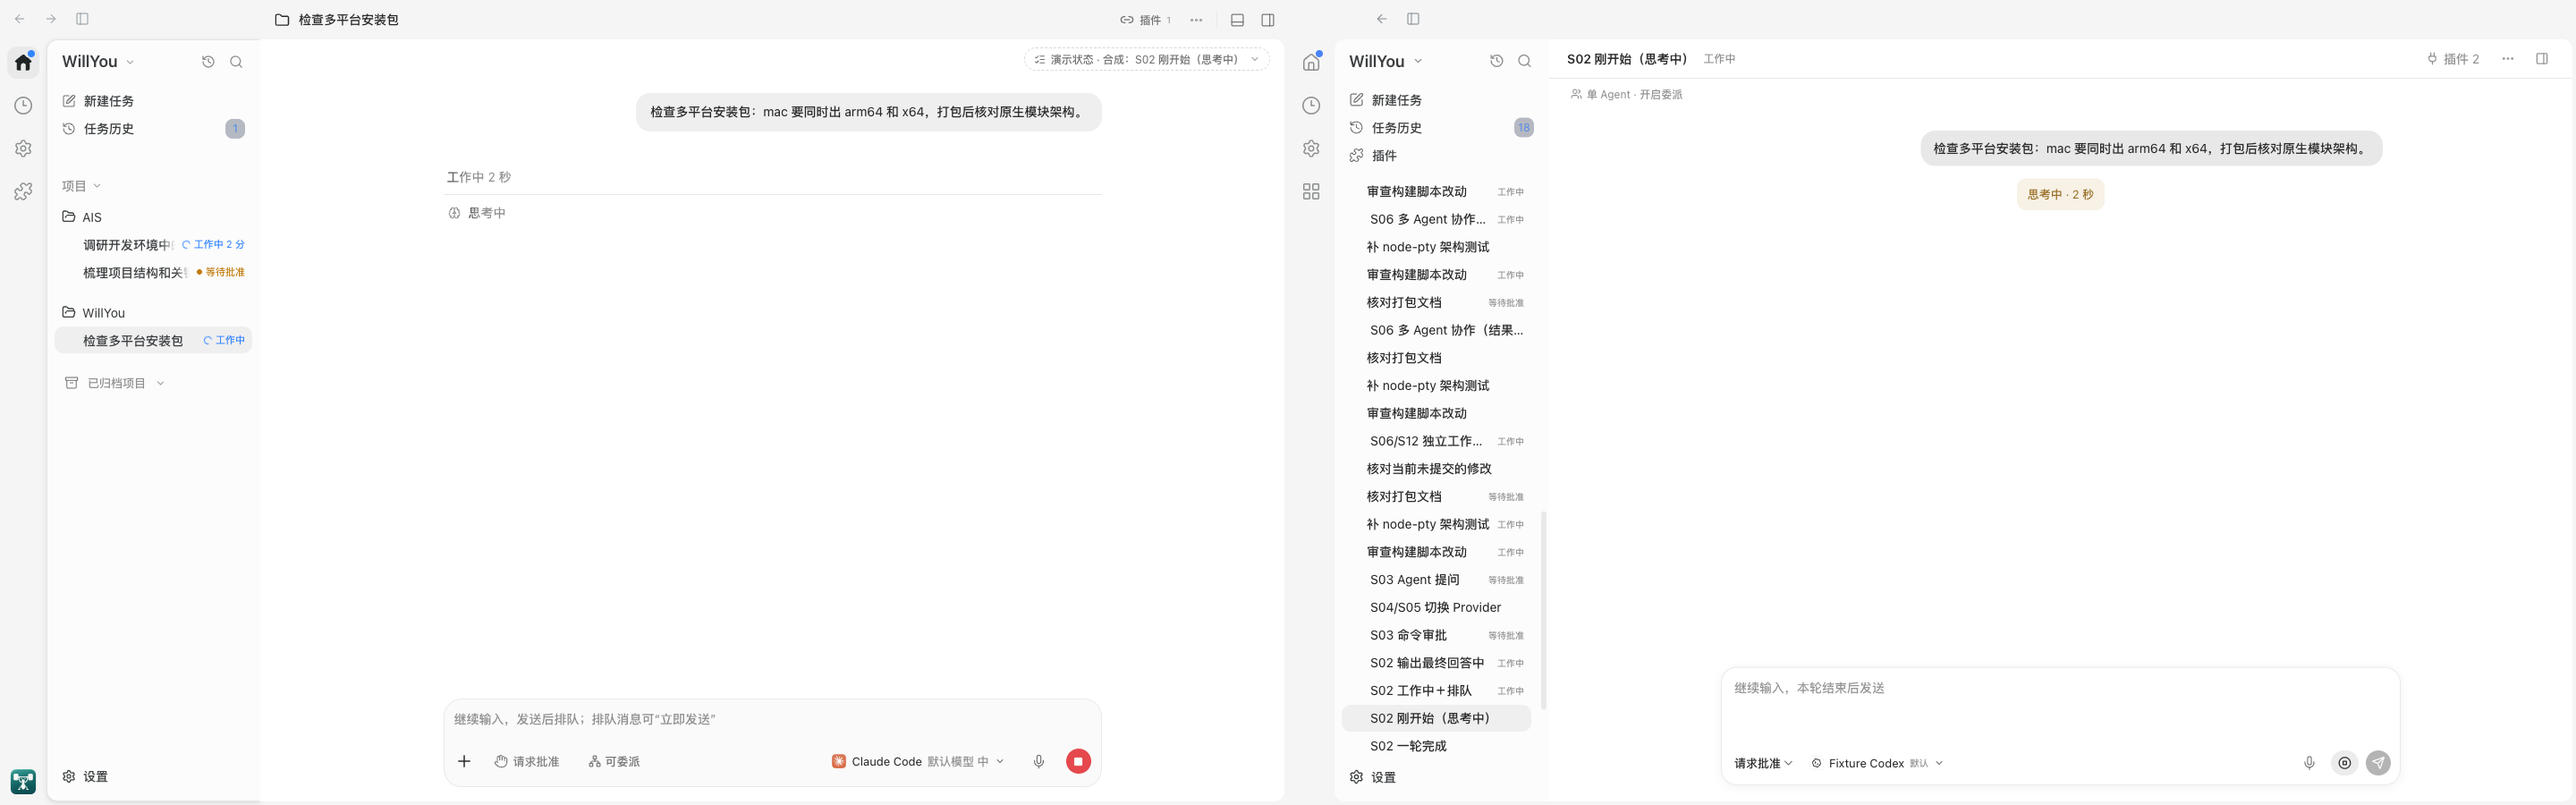 检查多平台安装包
插件 1
WillYou
新建任务
任务历史
1
项目
AIS
调研开发环境中
工作中 2 分
梳理项目结构和关
等待批准
WillYou
检查多平台安装包
工作中
已归档项目
设置
演示状态 · 合成：S02 刚开始（思考中）
检查多平台安装包：mac 要同时出 arm64 和 x64，打包后核对原生模块架构。
工作中 2 秒
思考中
继续输入，发送后排队；排队消息可“立即发送”
请求批准
可委派
Claude Code 默认模型 中
WillYou
新建任务
任务历史
18
插件
审查构建脚本改动 工作中
S06 多 Agent 协作... 工作中
补 node-pty 架构测试
审查构建脚本改动 工作中
核对打包文档 等待批准
S06 多 Agent 协作（结果...
核对打包文档
补 node-pty 架构测试
审查构建脚本改动
S06/S12 独立工作... 工作中
核对当前未提交的修改
核对打包文档 等待批准
补 node-pty 架构测试 工作中
审查构建脚本改动 工作中
S03 Agent 提问 等待批准
S04/S05 切换 Provider
S03 命令审批 等待批准
S02 输出最终回答中 工作中
S02 工作中＋排队 工作中
S02 刚开始（思考中）
S02 一轮完成
设置
S02 刚开始（思考中） 工作中
插件 2
单 Agent · 开启委派
检查多平台安装包：mac 要同时出 arm64 和 x64，打包后核对原生模块架构。
思考中 · 2 秒
继续输入，本轮结束后发送
请求批准
Fixture Codex 默认